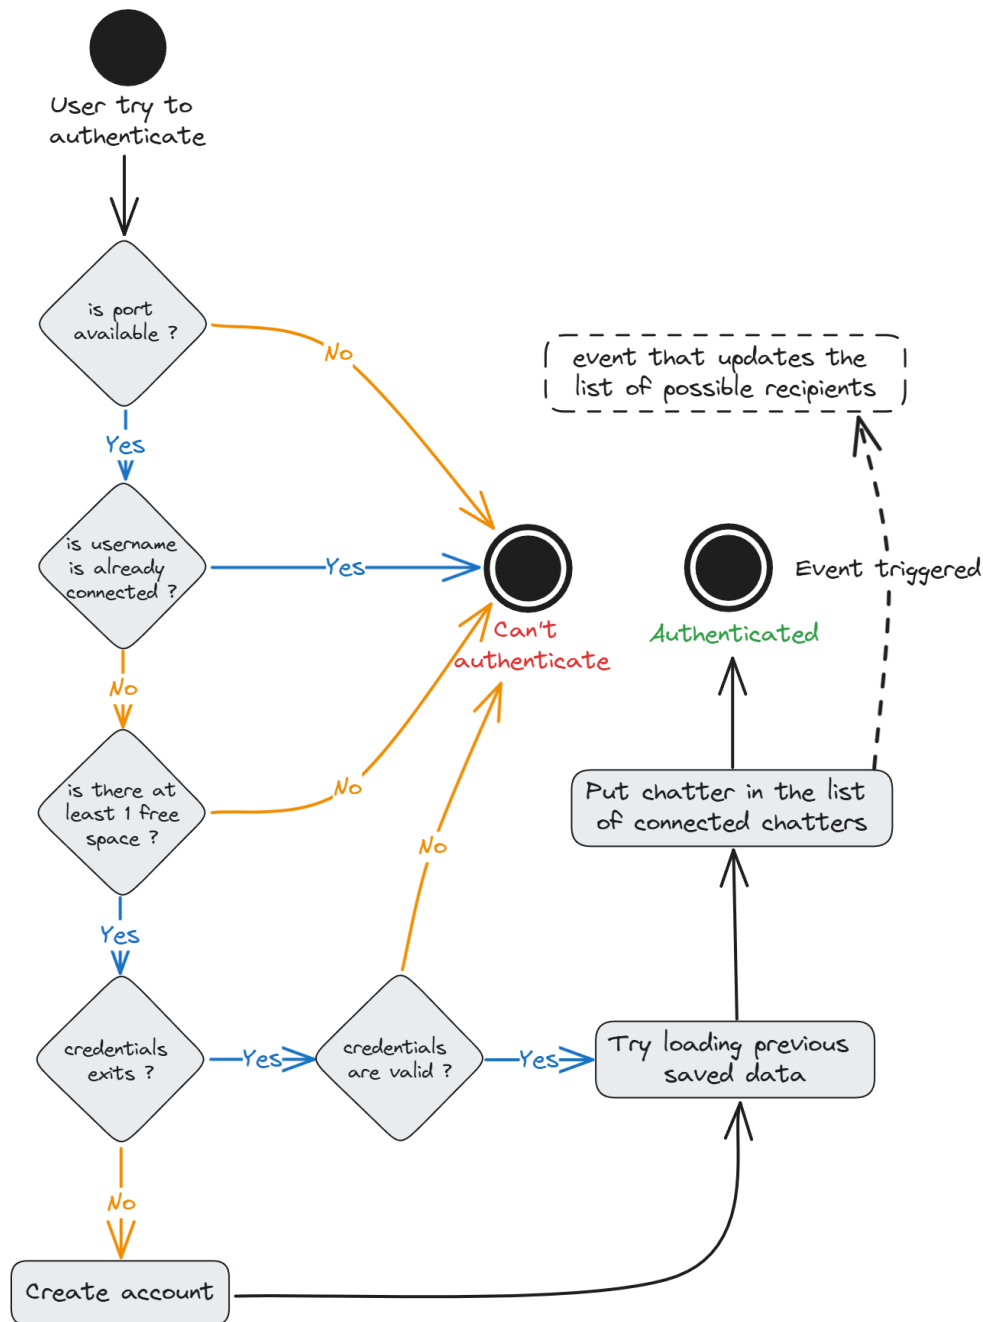 User try to
authenticate
is port
available ?
No
Yes
event that updates the
list of possible recipients
is username
is already
connected ?
Yes
Event triggered
Can't
authenticate
Authenticated
No
is there at
least 1 free
space ?
No
Put chatter in the list
of connected chatters
No
Yes
credentials
exits ?
Yes
credentials
are valid ?
Yes
Try loading previous
saved data
No
Create account